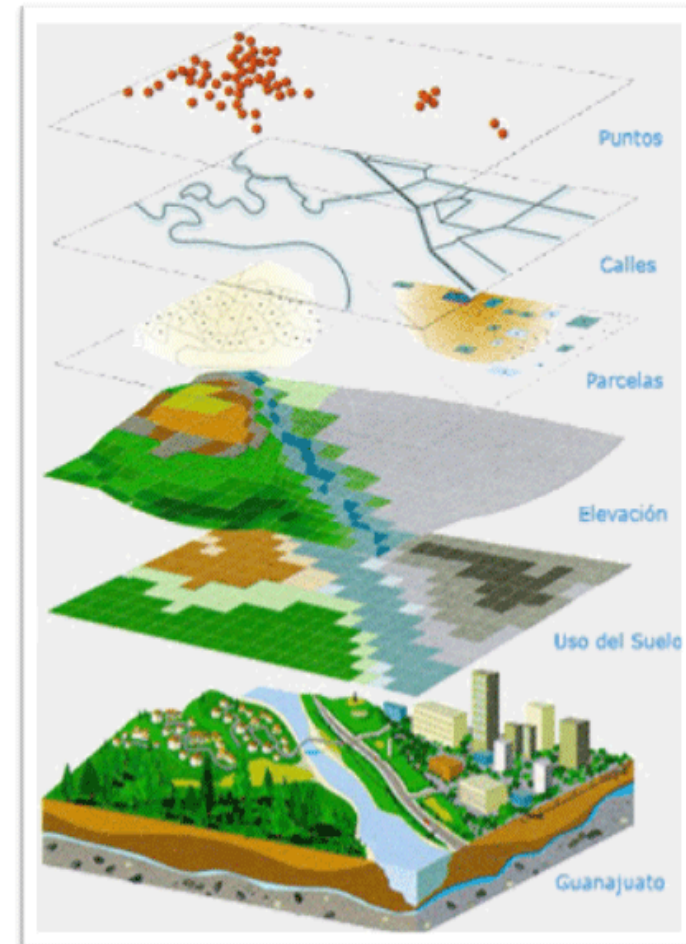 Puntos
Calles
Parcelas
Elevación
Uso del Suelo
Guanajuato